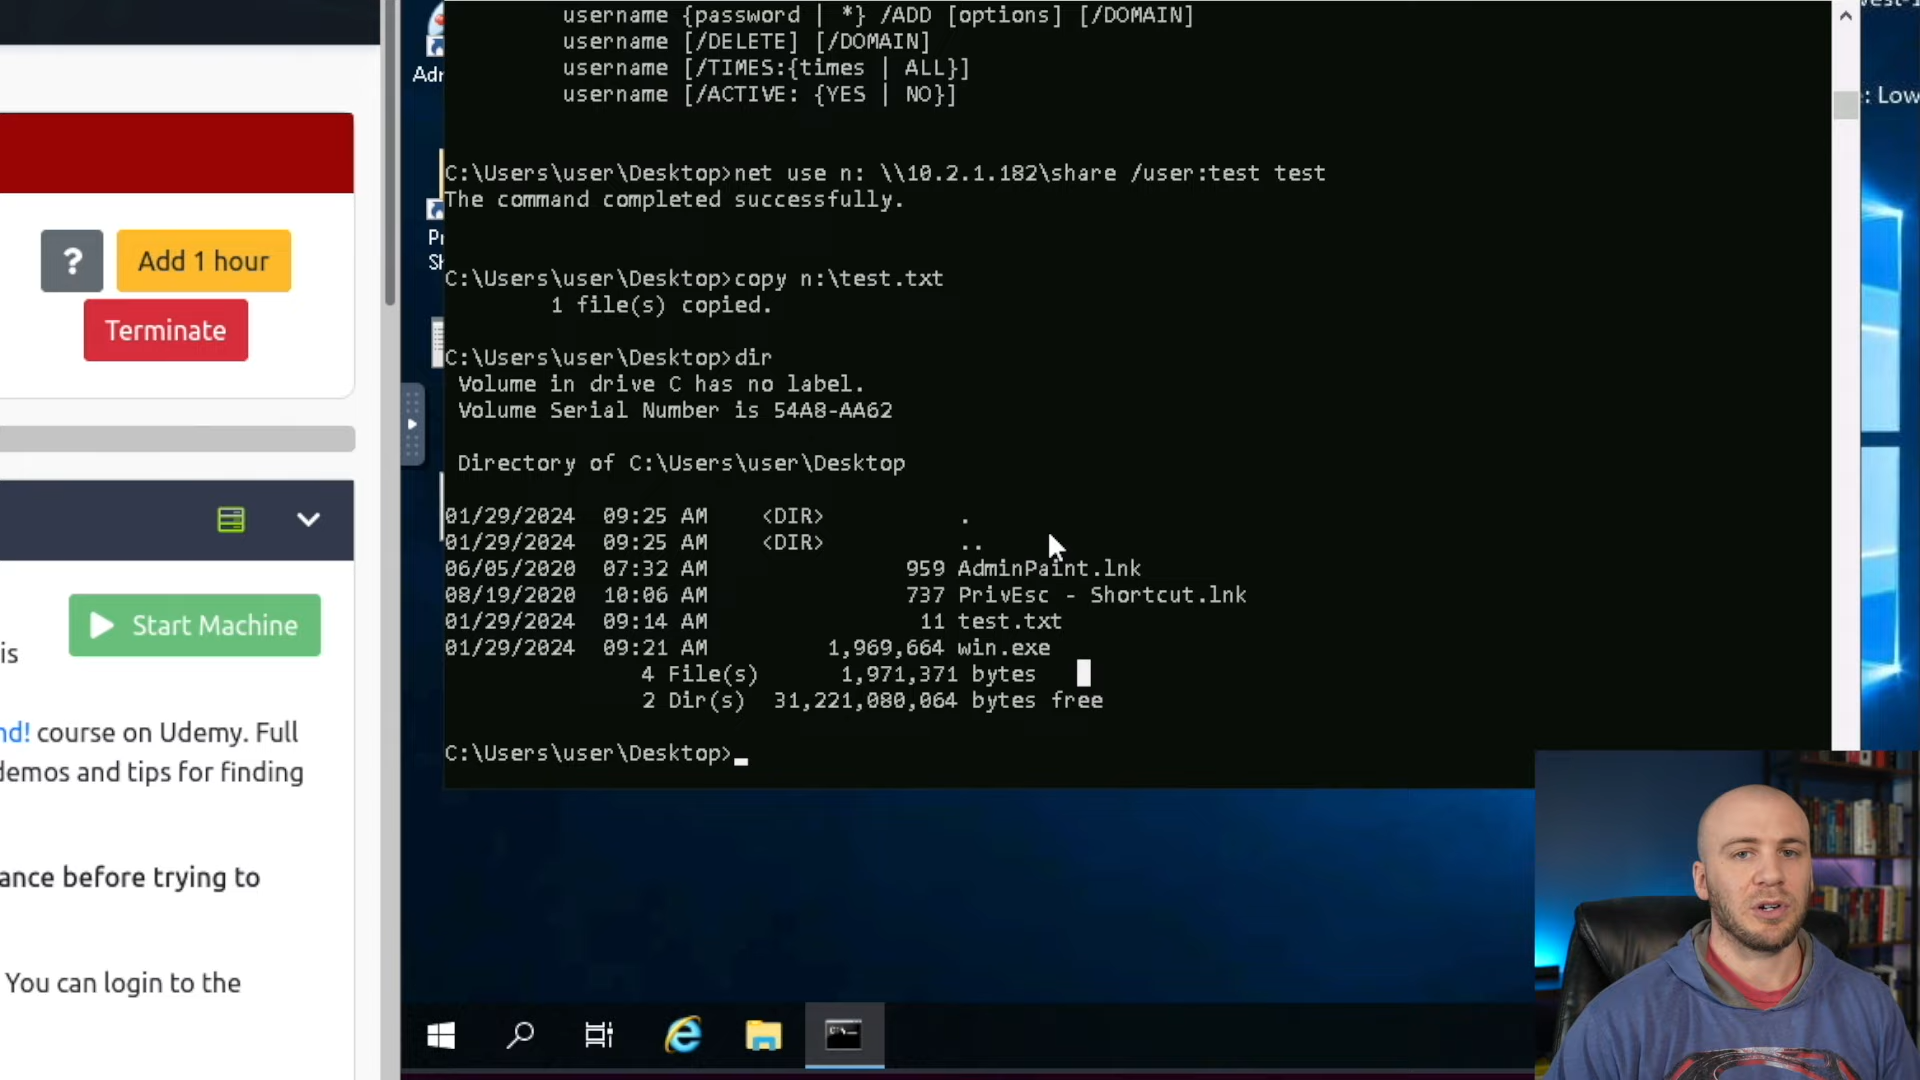 username {password | *} /ADD [options] [/DOMAIN]
username [/DELETE] [/DOMAIN]
username [/TIMES:{times | ALL}]
username [/ACTIVE: {YES | NO}]
C:\Users\user\Desktop>net use n: \\10.2.1.182\share /user:test test
The command completed successfully.
C:\Users\user\Desktop>copy n:\test.txt
1 file(s) copied.
C:\Users\user\Desktop>dir
Volume in drive C has no label.
Volume Serial Number is 54A8-AA62
Directory of C:\Users\user\Desktop
01/29/2024 09:25 AM <DIR> .
01/29/2024 09:25 AM <DIR> ..
06/05/2020 07:32 AM 959 AdminPaint.lnk
08/19/2020 10:06 AM 737 PrivEsc - Shortcut.lnk
01/29/2024 09:14 AM 11 test.txt
01/29/2024 09:21 AM 1,969,664 win.exe
4 File(s) 1,971,371 bytes
2 Dir(s) 31,221,080,064 bytes free
C:\Users\user\Desktop>
? Add 1 hour
Terminate
Start Machine
is
nd! course on Udemy. Full
demos and tips for finding
ance before trying to
You can login to the
: Low